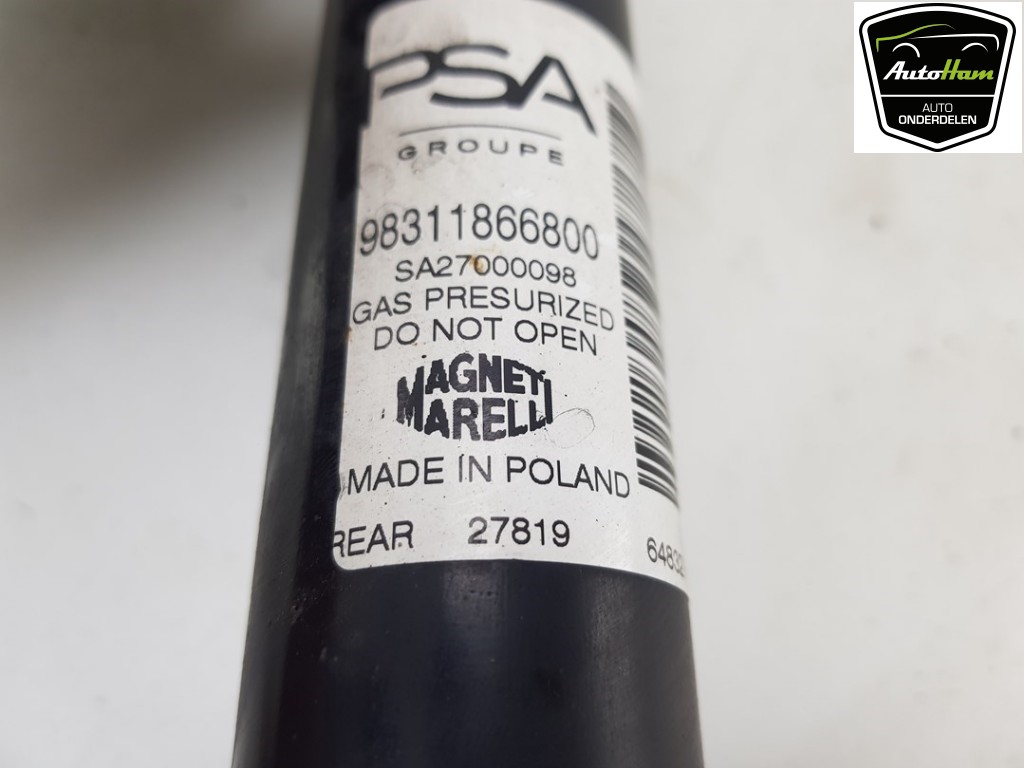 PSA
GROUPE
98311866800
SA27000098
GAS PRESURIZED
DO NOT OPEN
MAGNETI
MARELLI
MADE IN POLAND
REAR 27819
AutoHam
AUTO
ONDERDELEN